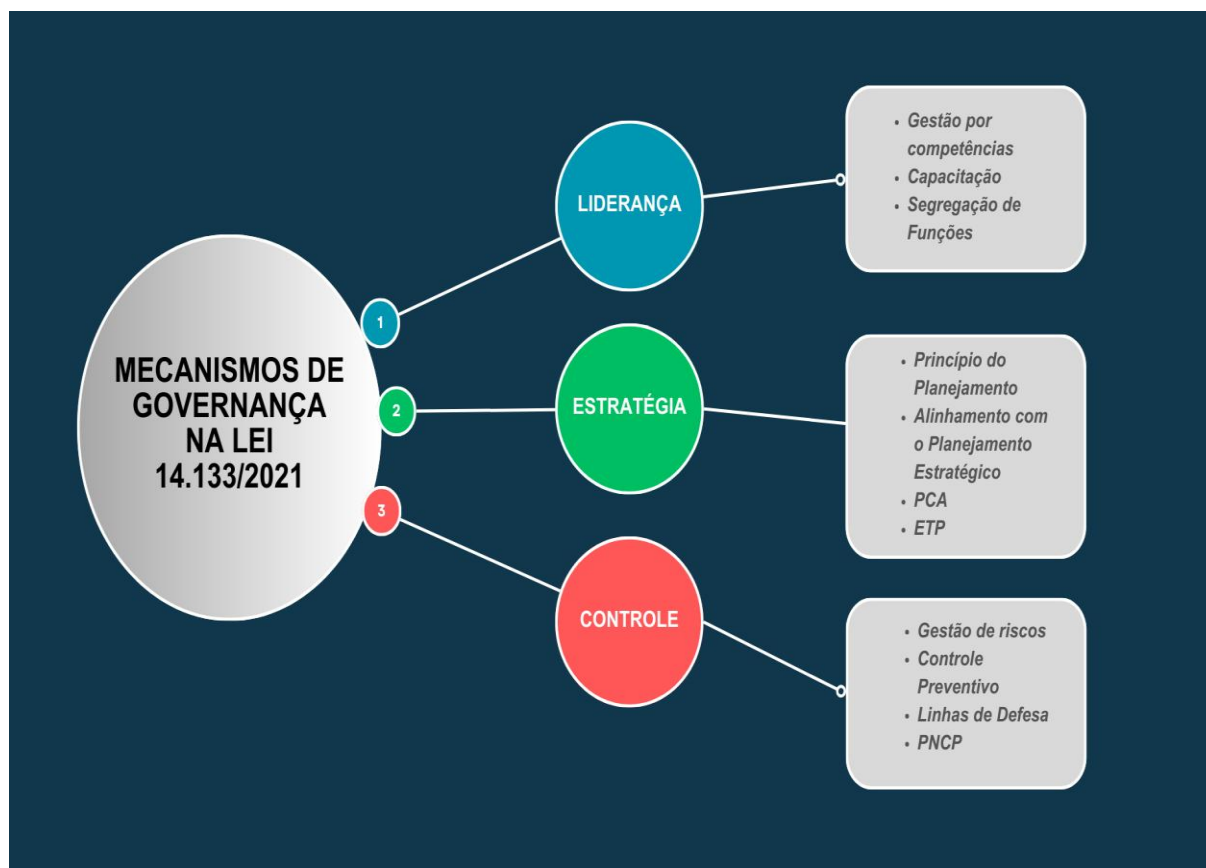 MECANISMOS DE
GOVERNANÇA
NA LEI
14.133/2021
1
LIDERANÇA
• Gestão por
competências
• Capacitação
• Segregação de
Funções
2
ESTRATÉGIA
• Princípio do
Planejamento
• Alinhamento com
o Planejamento
Estratégico
• PCA
• ETP
3
CONTROLE
• Gestão de riscos
• Controle
Preventivo
• Linhas de Defesa
• PNCP